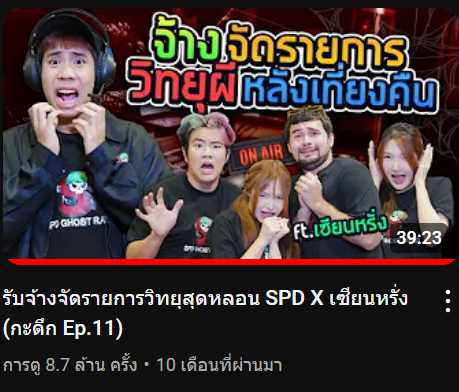 จ้างจัดรายการ
วิทยุผีหลังเที่ยงคืน
ON AIR
SPD GHOST RA
ft.เซียนหรั่ง
39:23
รับจ้างจัดรายการวิทยุสุดหลอน SPD X เซียนหรั่ง
(กะดึก Ep.11)
การดู 8.7 ล้าน ครั้ง • 10 เดือนที่ผ่านมา